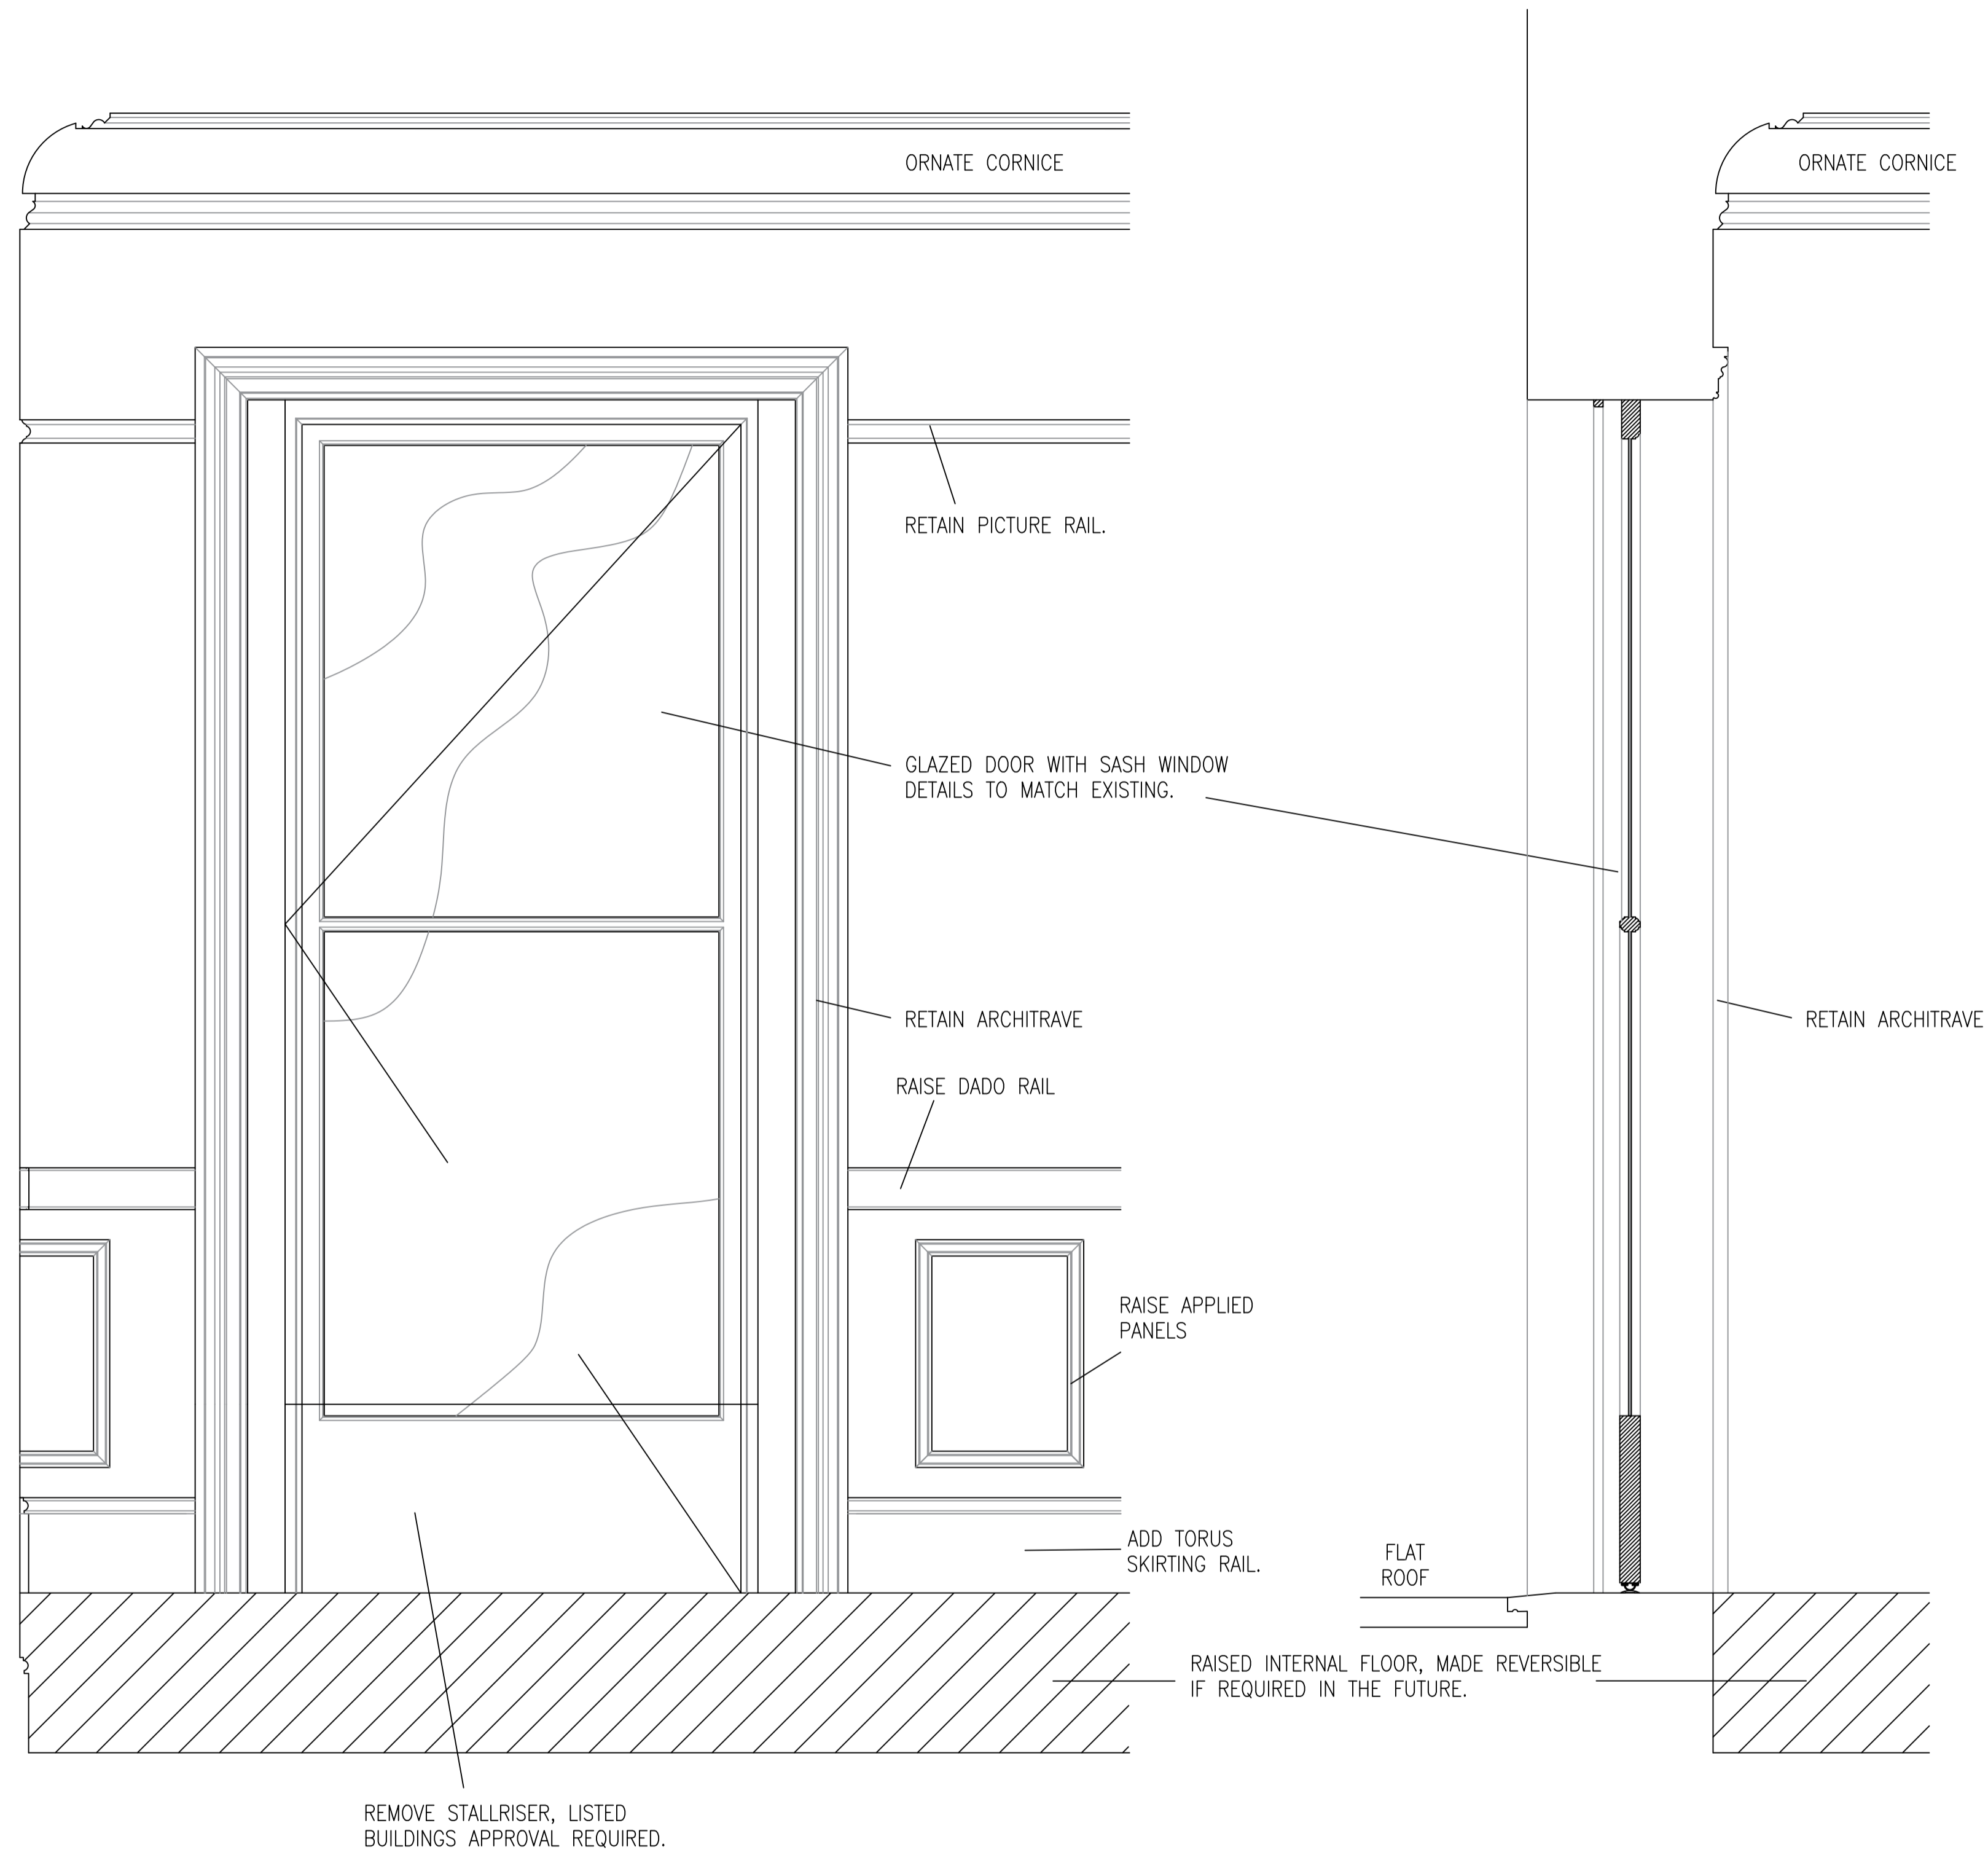 ORNATE CORNICE
ORNATE CORNICE
RETAIN PICTURE RAIL.
GLAZED DOOR WITH SASH WINDOW
DETAILS TO MATCH EXISTING.
RETAIN ARCHITRAVE
RETAIN ARCHITRAVE
RAISE DADO RAIL
RAISE APPLIED
PANELS
ADD TORUS
SKIRTING RAIL.
FLAT
ROOF
RAISED INTERNAL FLOOR, MADE REVERSIBLE
IF REQUIRED IN THE FUTURE.
REMOVE STALLRISER, LISTED
BUILDINGS APPROVAL REQUIRED.